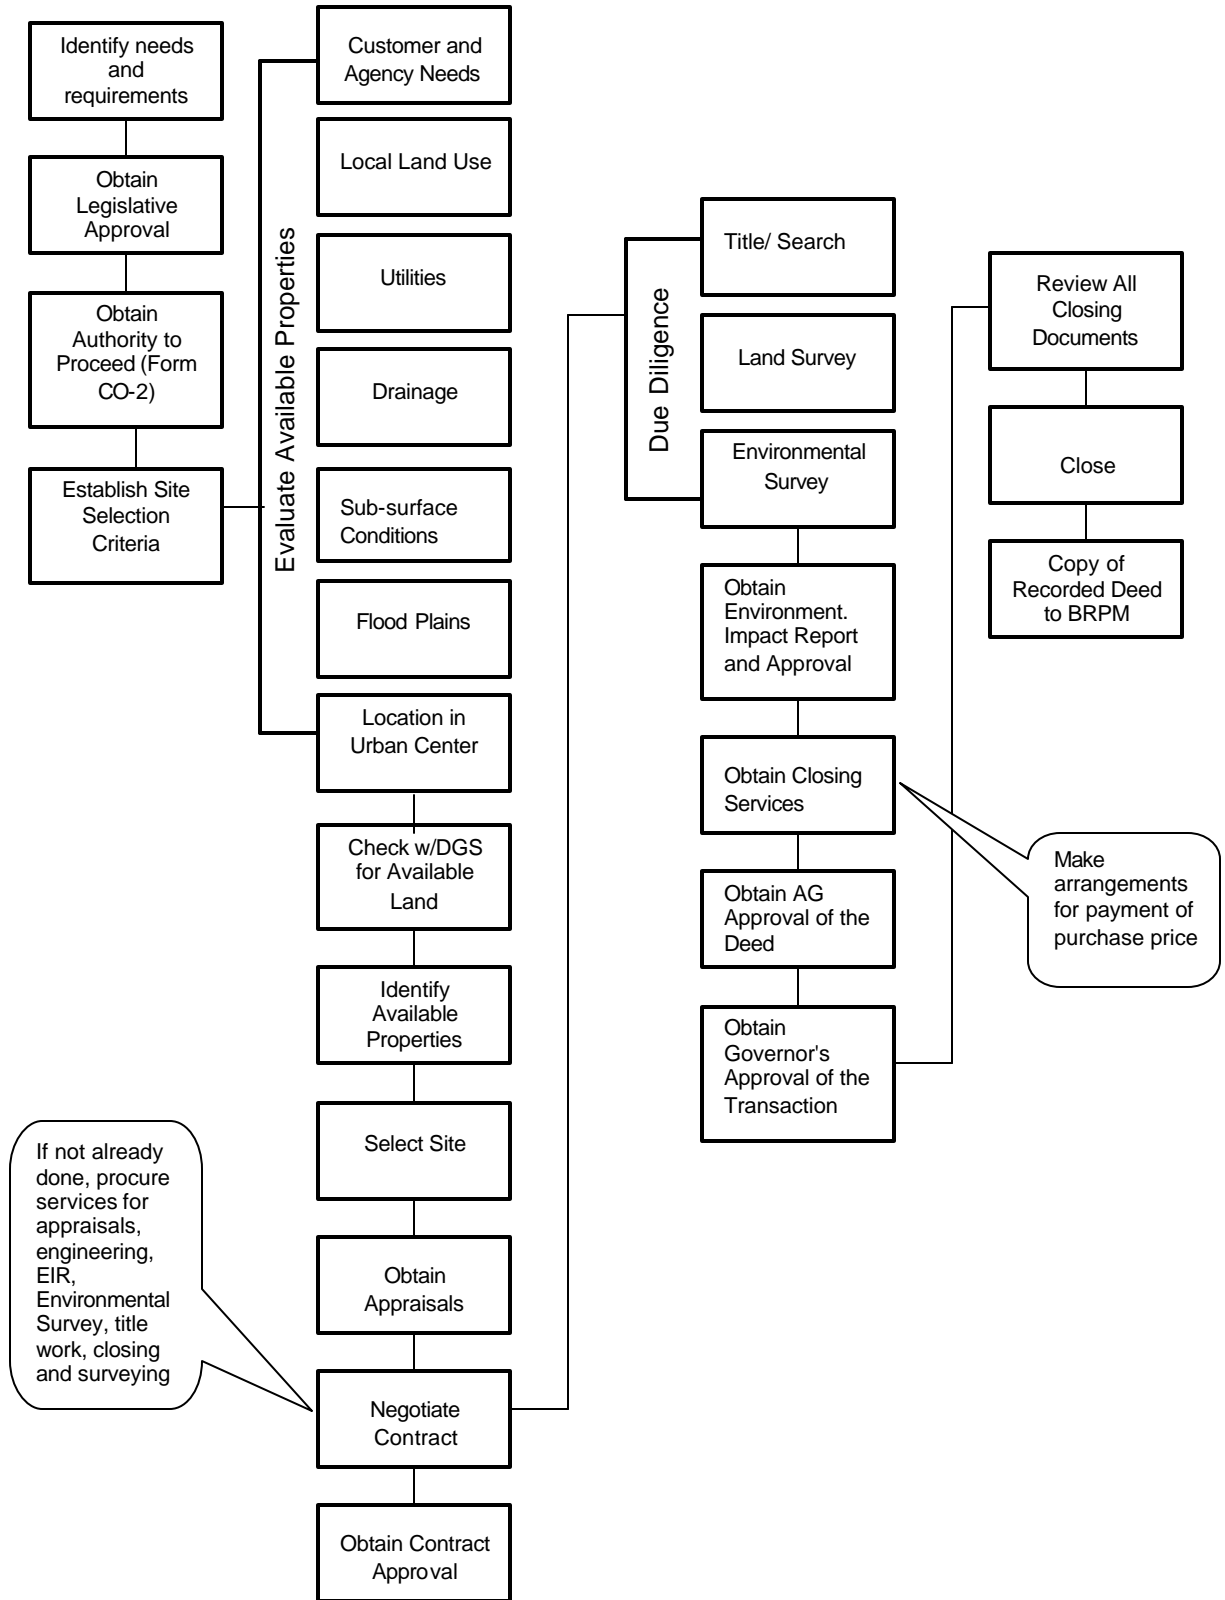 Identify needs
and
requirements
Obtain
Legislative
Approval
Obtain
Authority to
Proceed (Form
CO-2)
Establish Site
Selection
Criteria
Evaluate Available Properties
Customer and
Agency Needs
Local Land Use
Utilities
Drainage
Sub-surface
Conditions
Flood Plains
Location in
Urban Center
Check w/DGS
for Available
Land
Identify
Available
Properties
Select Site
Obtain
Appraisals
If not already
done, procure
services for
appraisals,
engineering,
EIR,
Environmental
Survey, title
work, closing
and surveying
Negotiate
Contract
Obtain Contract
Approval
Due Diligence
Title/ Search
Land Survey
Environmental
Survey
Obtain
Environment.
Impact Report
and Approval
Obtain Closing
Services
Make
arrangements
for payment of
purchase price
Obtain AG
Approval of the
Deed
Obtain
Governor's
Approval of the
Transaction
Review All
Closing
Documents
Close
Copy of
Recorded Deed
to BRPM